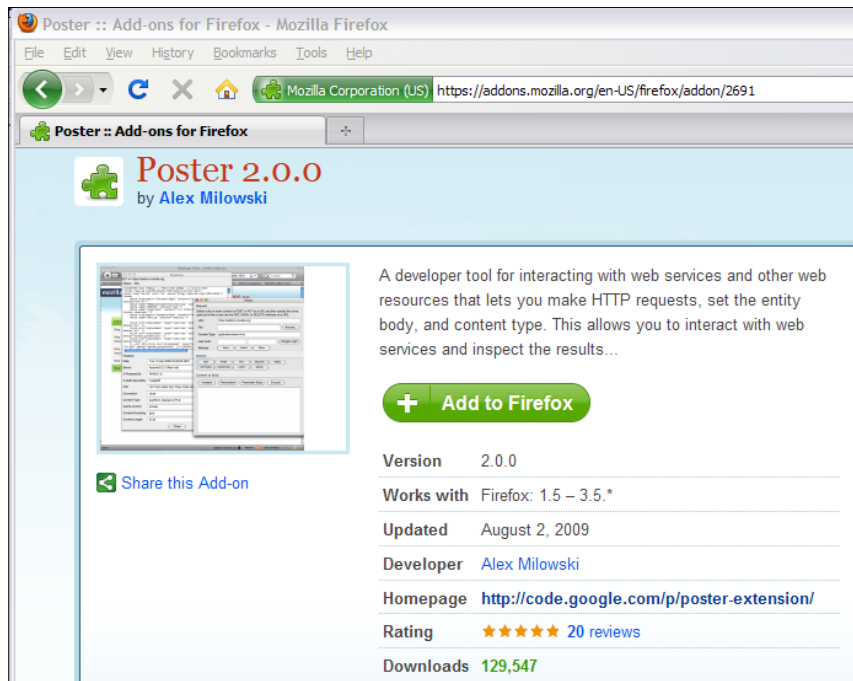 Poster :: Add-ons for Firefox - Mozilla Firefox
File Edit View History Bookmarks Tools Help
Mozilla Corporation (US) https://addons.mozilla.org/en-US/firefox/addon/2691
Poster :: Add-ons for Firefox
Poster 2.0.0
by Alex Milowski
A developer tool for interacting with web services and other web
resources that lets you make HTTP requests, set the entity
body, and content type. This allows you to interact with web
services and inspect the results...
Add to Firefox
Share this Add-on
Version 2.0.0
Works with Firefox: 1.5 – 3.5.*
Updated August 2, 2009
Developer Alex Milowski
Homepage http://code.google.com/p/poster-extension/
Rating 20 reviews
Downloads 129,547